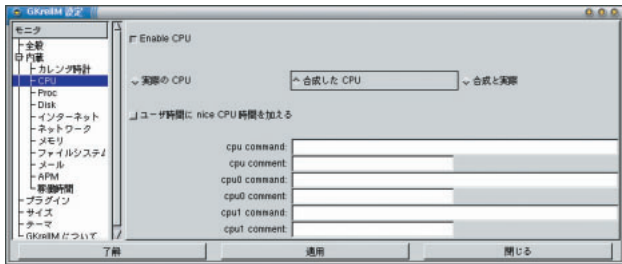 GKrellM 設定
モニタ
全般
内蔵
カレンダ時計
CPU
Proc
Disk
インターネット
ネットワーク
メモリ
ファイルシステム
メール
APM
稼働時間
プラグイン
サイズ
テーマ
GKrellM について
Enable CPU
実際の CPU
合成した CPU
合成と実際
ユーザ時間に nice CPU 時間を加える
cpu command:
cpu comment:
cpu0 command:
cpu0 comment:
cpu1 command:
cpu1 comment:
了解
適用
閉じる